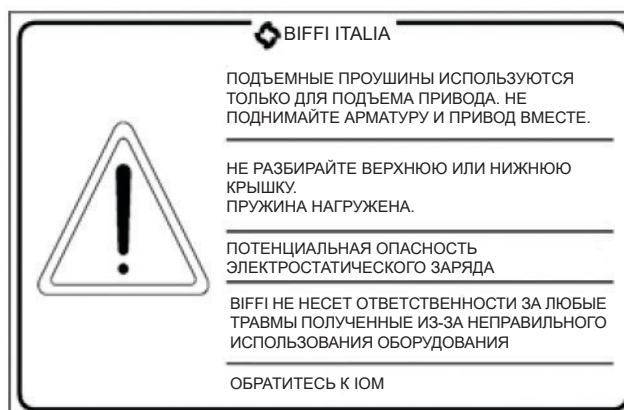 BIFFI ITALIA
ПОДЪЕМНЫЕ ПРОУШИНЫ ИСПОЛЬЗУЮТСЯ
ТОЛЬКО ДЛЯ ПОДЪЕМА ПРИВОДА. НЕ
ПОДНИМАЙТЕ АРМАТУРУ И ПРИВОД ВМЕСТЕ.
НЕ РАЗБИРАЙТЕ ВЕРХНЮЮ ИЛИ НИЖНЮЮ
КРЫШКУ.
ПРУЖИНА НАГРУЖЕНА.
ПОТЕНЦИАЛЬНАЯ ОПАСНОСТЬ
ЭЛЕКТРОСТАТИЧЕСКОГО ЗАРЯДА
BIFFI НЕ НЕСЕТ ОТВЕТСТВЕННОСТИ ЗА ЛЮБЫЕ
ТРАВМЫ ПОЛУЧЕННЫЕ ИЗ-ЗА НЕПРАВИЛЬНОГО
ИСПОЛЬЗОВАНИЯ ОБОРУДОВАНИЯ
ОБРАТИТЕСЬ К IOM